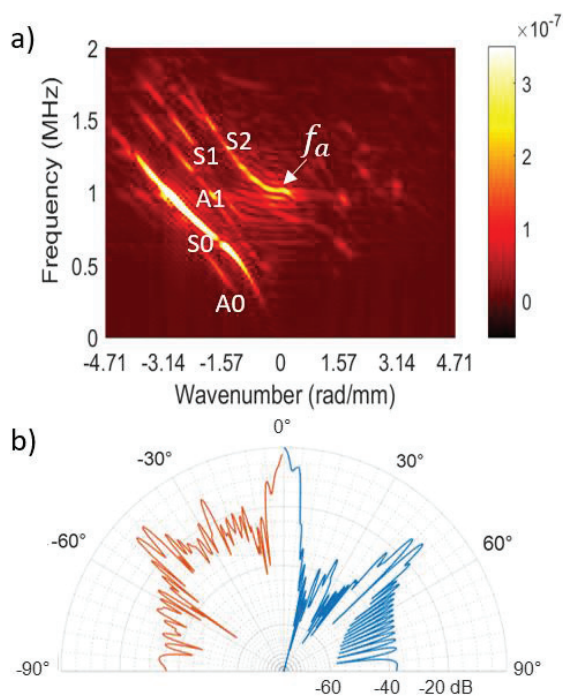 a)
×10⁻⁷
2
1.5
1
0.5
0
Frequency (MHz)
S2
S1
fₐ
A1
S0
A0
3
2
1
0
-4.71 -3.14 -1.57 0 1.57 3.14 4.71
Wavenumber (rad/mm)
b)
0°
-30° 30°
-60° 60°
-90° -60 -40 -20 dB 90°